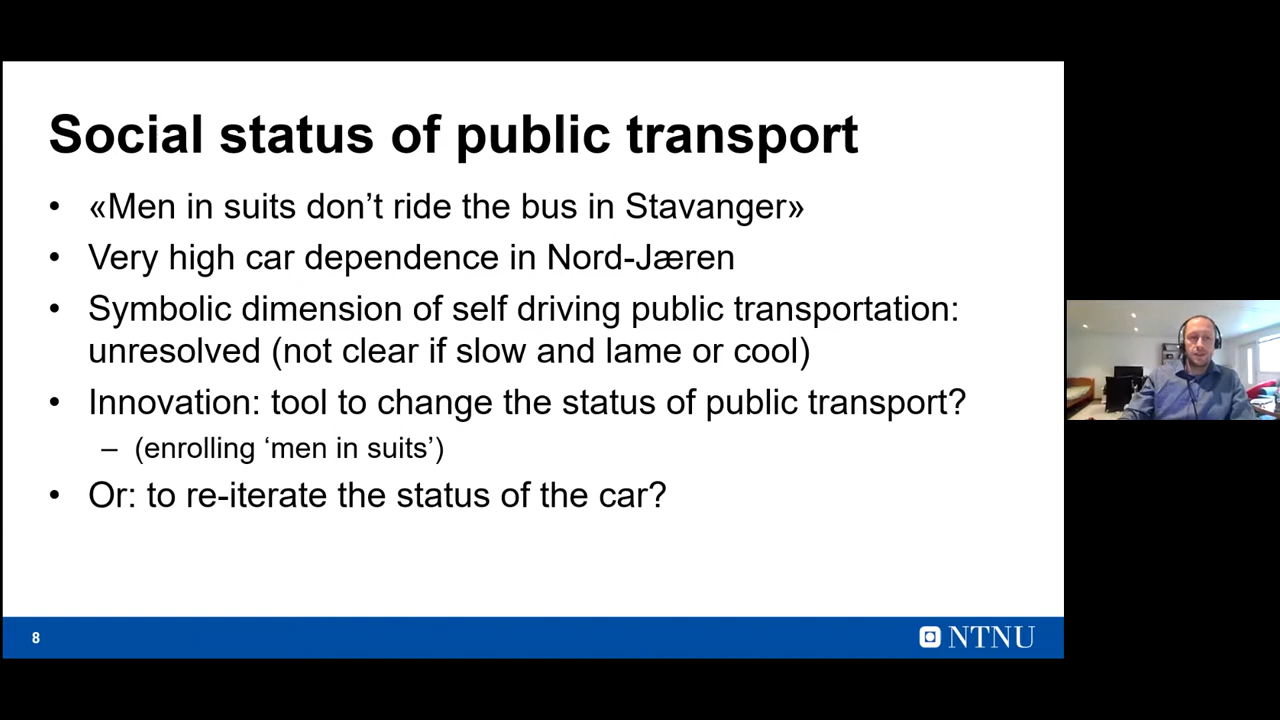 Social status of public transport
• «Men in suits don’t ride the bus in Stavanger»
• Very high car dependence in Nord-Jæren
• Symbolic dimension of self driving public transportation:
unresolved (not clear if slow and lame or cool)
• Innovation: tool to change the status of public transport?
– (enrolling ‘men in suits’)
• Or: to re-iterate the status of the car?
8
NTNU